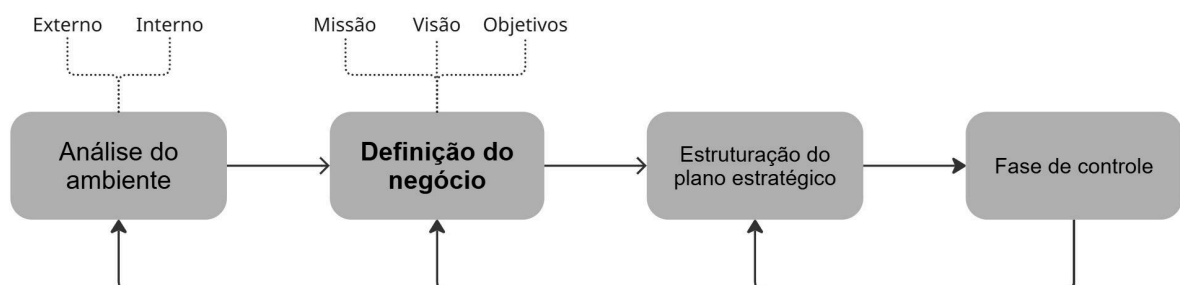 Externo Interno Missão Visão Objetivos
Análise do
ambiente
Definição do
negócio
Estruturação do
plano estratégico
Fase de controle